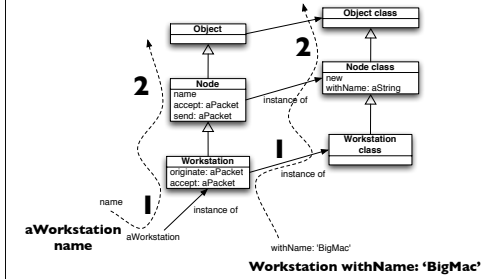 Object
Object class
2
2
Node
name
accept: aPacket
send: aPacket
Node class
new
withName: aString
instance of
Workstation
originate: aPacket
accept: aPacket
Workstation
class
instance of
name
1
1
aWorkstation
name
aWorkstation
instance of
withName: 'BigMac'
Workstation withName: ‘BigMac’